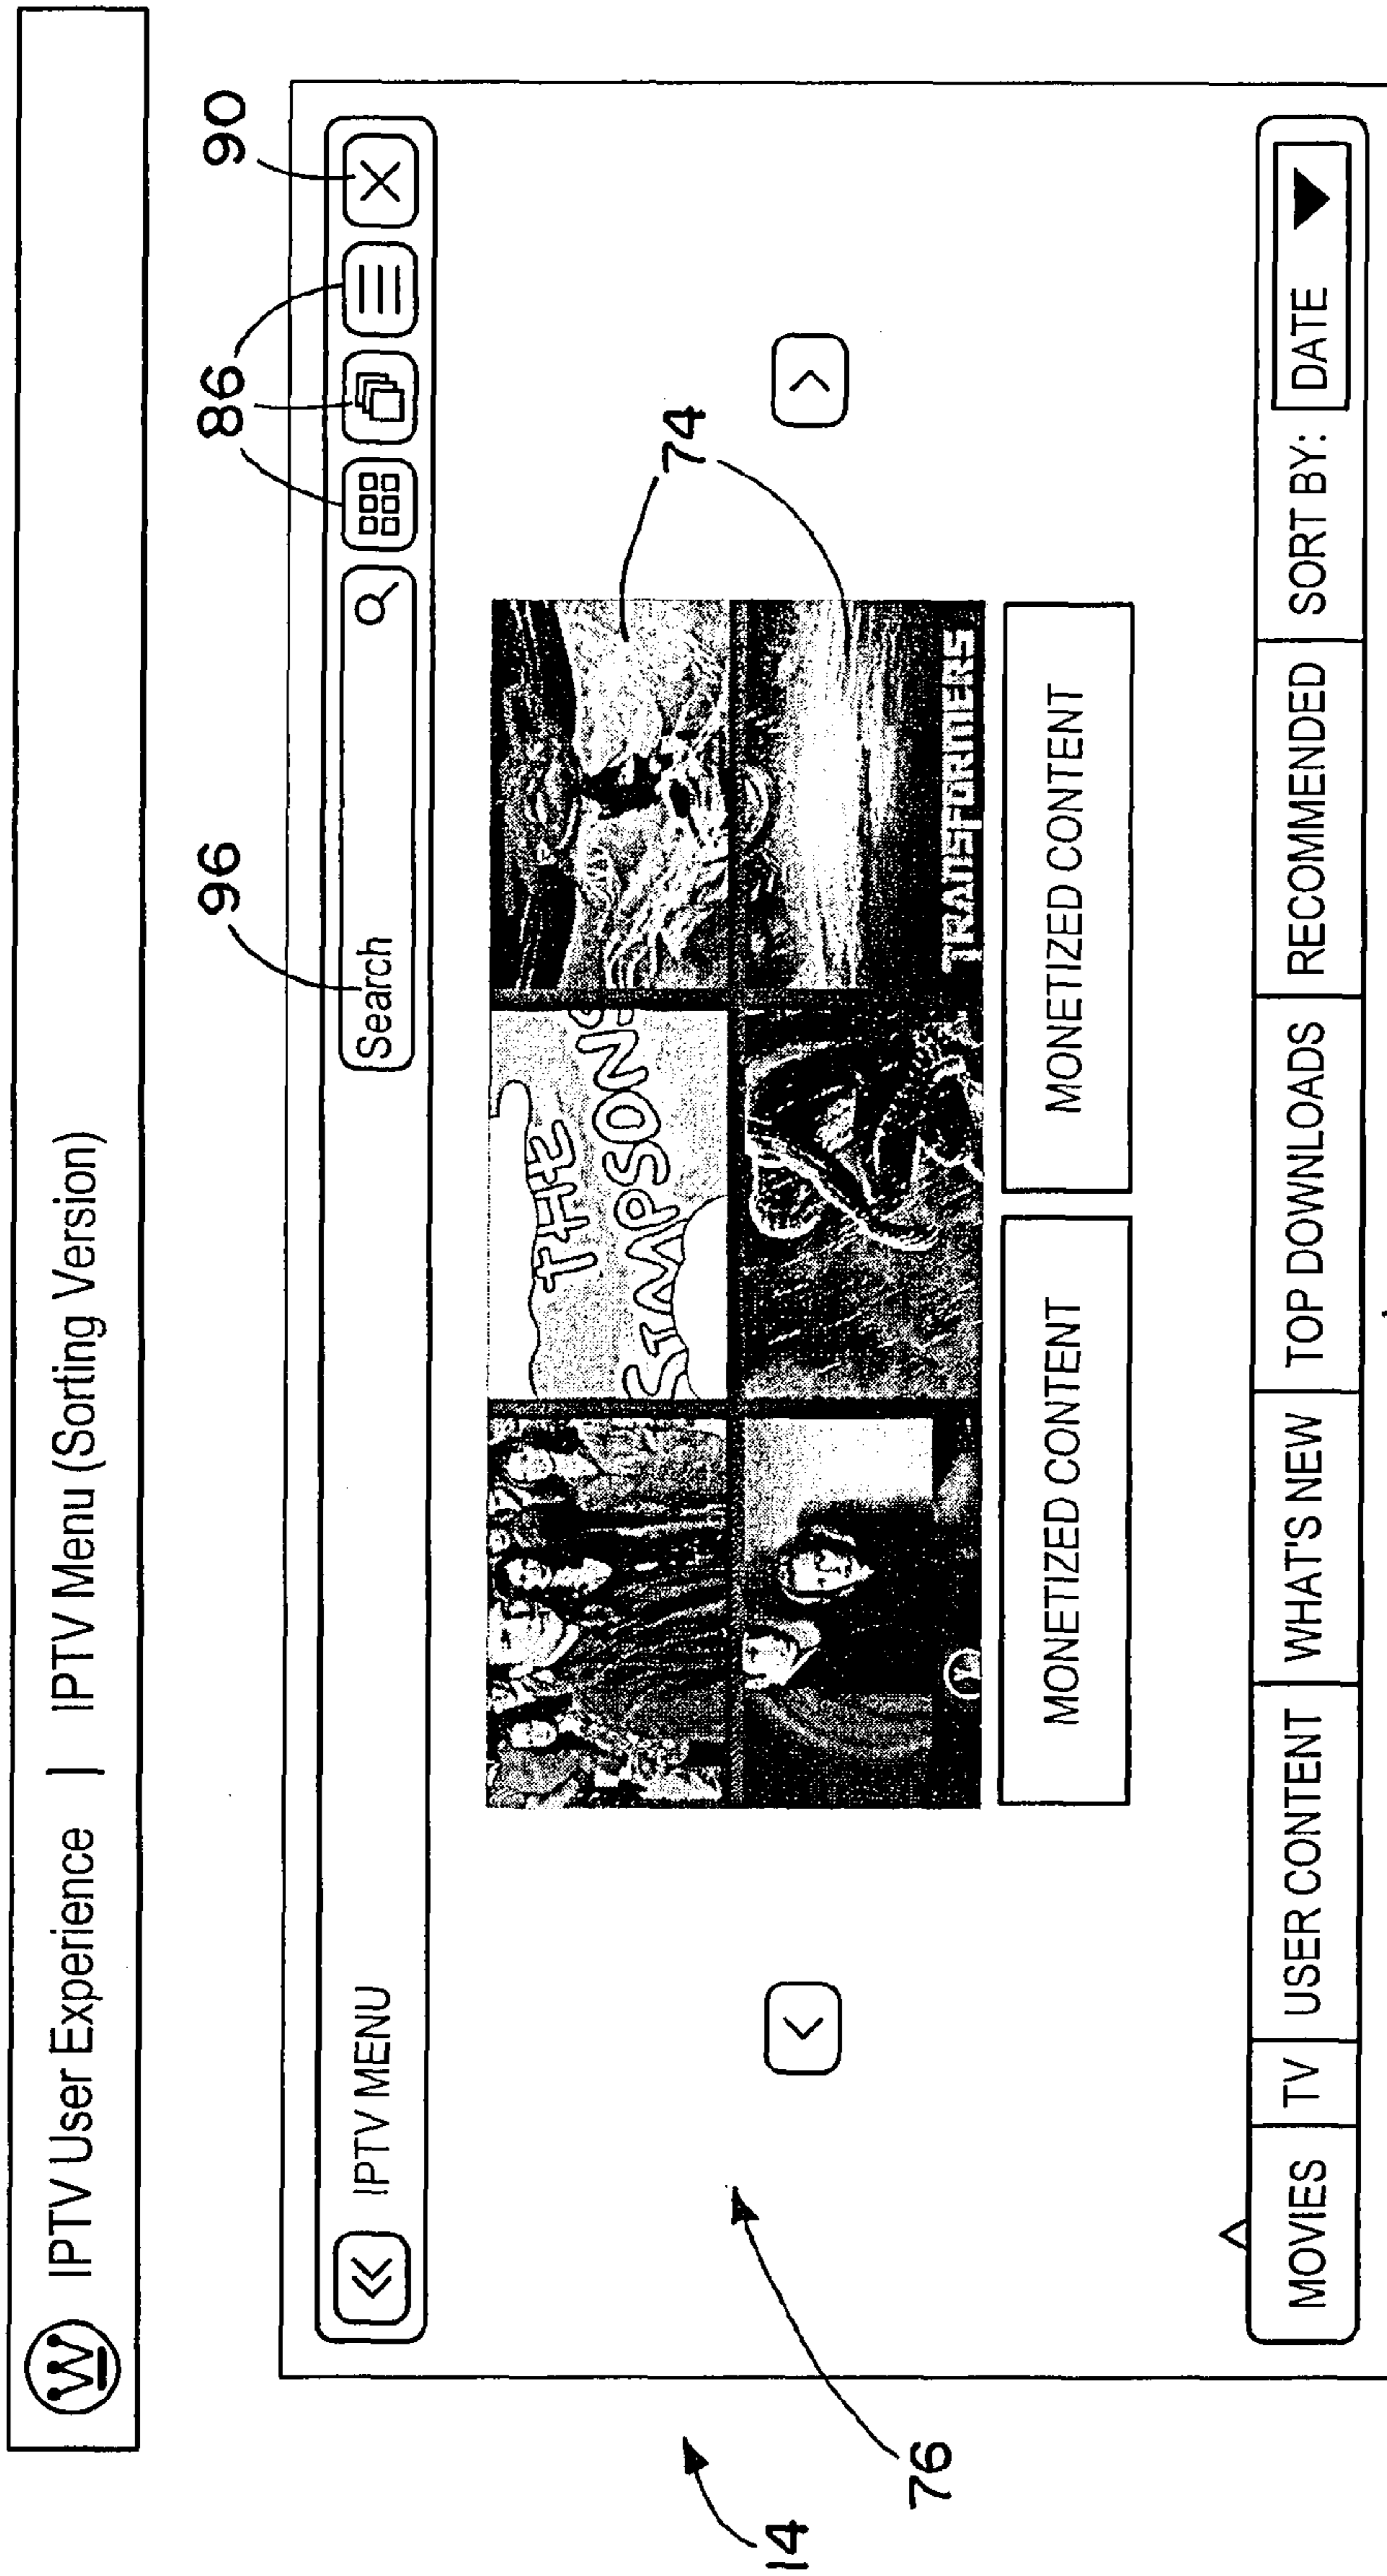 IPTV User Experience | IPTV Menu (Sorting Version)
90
86
96
IPTV MENU
Search
74
THE
SIMPSONS
TRANSFORMERS
MONETIZED CONTENT
MONETIZED CONTENT
76
14
MOVIES
TV
USER CONTENT
WHAT'S NEW
TOP DOWNLOADS
RECOMMENDED
SORT BY:
DATE